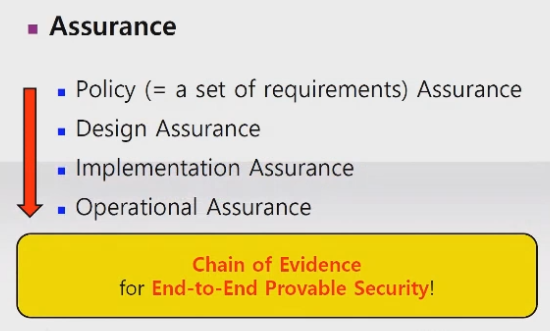 Assurance
Policy (= a set of requirements) Assurance
Design Assurance
Implementation Assurance
Operational Assurance
Chain of Evidence
for End-to-End Provable Security!